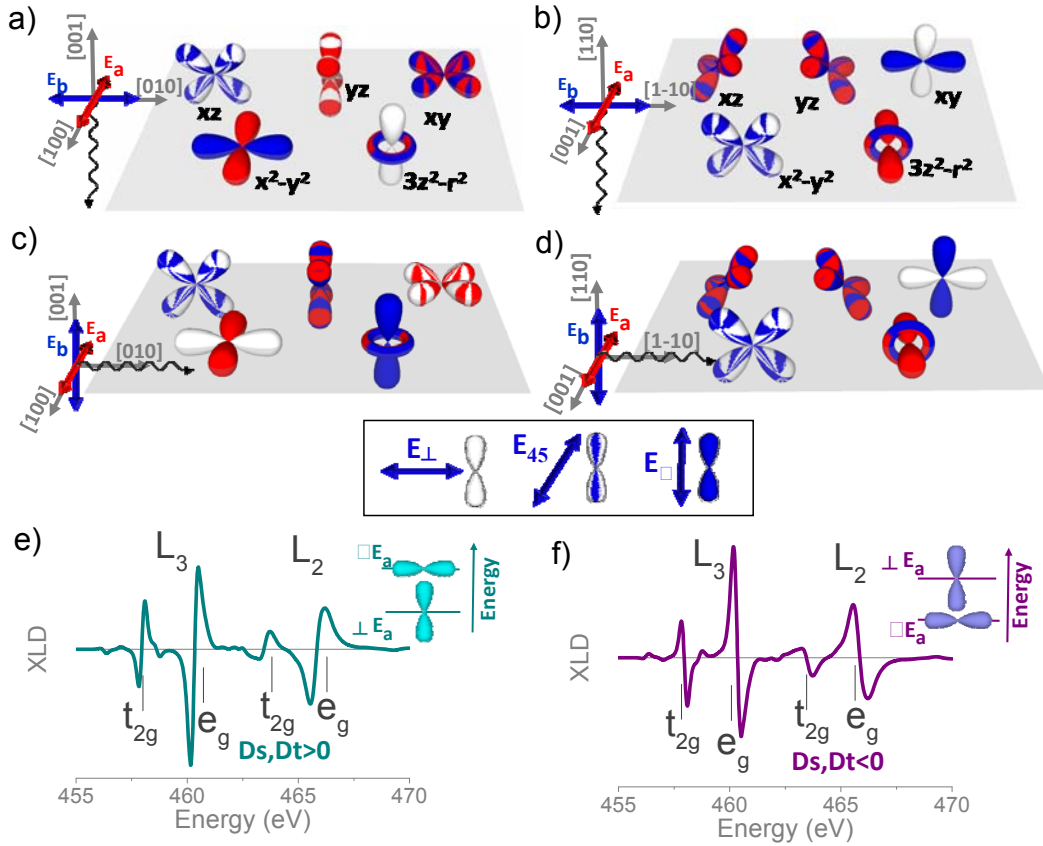 a)
[001]
Ea
Eb
[010]
[100]
xz
yz
xy
x²-y²
3z²-r²
b)
[110]
Ea
Eb
[1-10]
[001]
xz
yz
xy
x²-y²
3z²-r²
c)
[001]
Ea
Eb
[010]
[100]
d)
[110]
Ea
Eb
[1-10]
[001]
E⊥
E45
E□
e)
L3
L2
□Ea
⊥Ea
Energy
XLD
t2g
eg
t2g
eg
Ds,Dt>0
455 460 465 470
Energy (eV)
f)
L3
L2
⊥Ea
□Ea
Energy
XLD
t2g
eg
t2g
eg
Ds,Dt<0
455 460 465 470
Energy (eV)